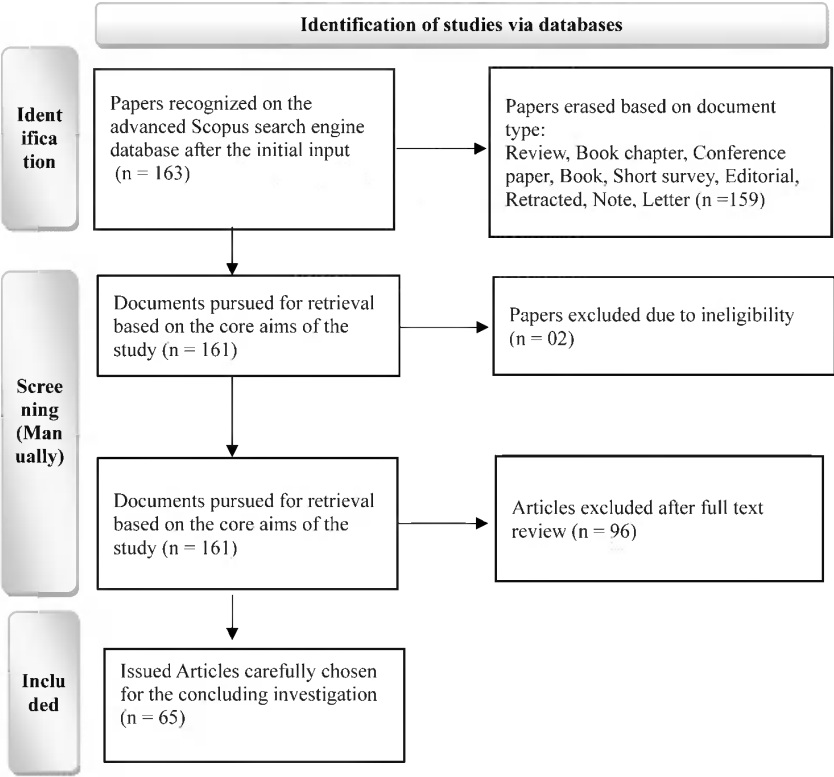 Identification of studies via databases
Ident
ifica
tion
Papers recognized on the
advanced Scopus search engine
database after the initial input
(n = 163)
Papers erased based on document
type:
Review, Book chapter, Conference
paper, Book, Short survey, Editorial,
Retracted, Note, Letter (n =159)
Scree
ning
(Man
ually)
Documents pursued for retrieval
based on the core aims of the
study (n = 161)
Papers excluded due to ineligibility
(n = 02)
Documents pursued for retrieval
based on the core aims of the
study (n = 161)
Articles excluded after full text
review (n = 96)
Inclu
ded
Issued Articles carefully chosen
for the concluding investigation
(n = 65)